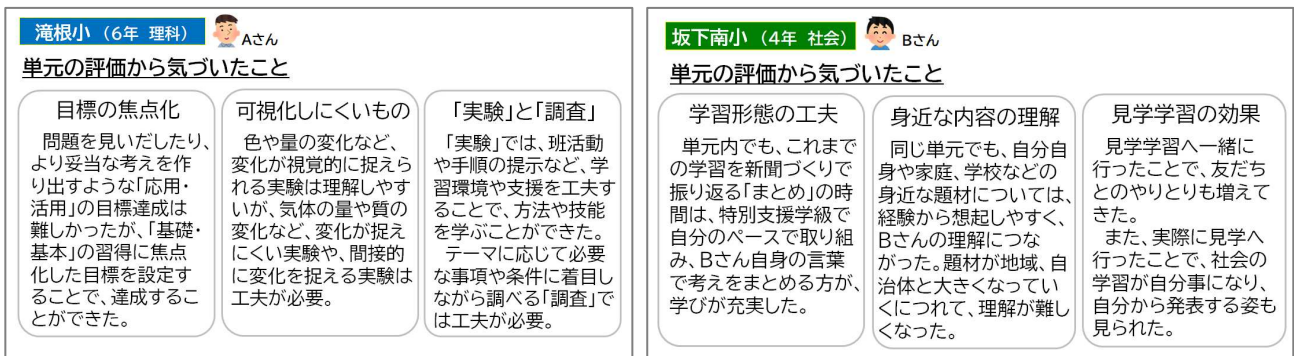 滝根小（6年 理科）
Aさん
単元の評価から気づいたこと
目標の焦点化
問題を見いだしたり、
より妥当な考えを作
り出すような「応用・
活用」の目標達成は
難しかったが、「基礎・
基本」の習得に焦点
化した目標を設定す
ることで、達成するこ
とができた。
可視化しにくいもの
色や量の変化など、
変化が視覚的に捉えら
れる実験は理解しやす
いが、気体の量や質の
変化など、変化が捉え
にくい実験や、間接的
に変化を捉える実験は
工夫が必要。
「実験」と「調査」
「実験」では、班活動
や手順の提示など、学
習環境や支援を工夫す
ることで、方法や技能
を学ぶことができた。
テーマに応じて必要
な事項や条件に着目し
ながら調べる「調査」で
は工夫が必要。
坂下南小（4年 社会）
Bさん
単元の評価から気づいたこと
学習形態の工夫
単元内でも、これまで
の学習を新聞づくりで
振り返る「まとめ」の時
間は、特別支援学級で
自分のペースで取り組
み、Bさん自身の言葉
で考えをまとめる方が、
学びが充実した。
身近な内容の理解
同じ単元でも、自分自
身や家庭、学校などの
身近な題材については、
経験から想起しやすく、
Bさんの理解につな
がった。題材が地域、自
治体と大きくなってい
くにつれて、理解が難し
くなった。
見学学習の効果
見学学習へ一緒に
行ったことで、友だち
とのやりとりも増えて
きた。
また、実際に見学へ
行ったことで、社会の
学習が自分事になり、
自分から発表する姿も
見られた。